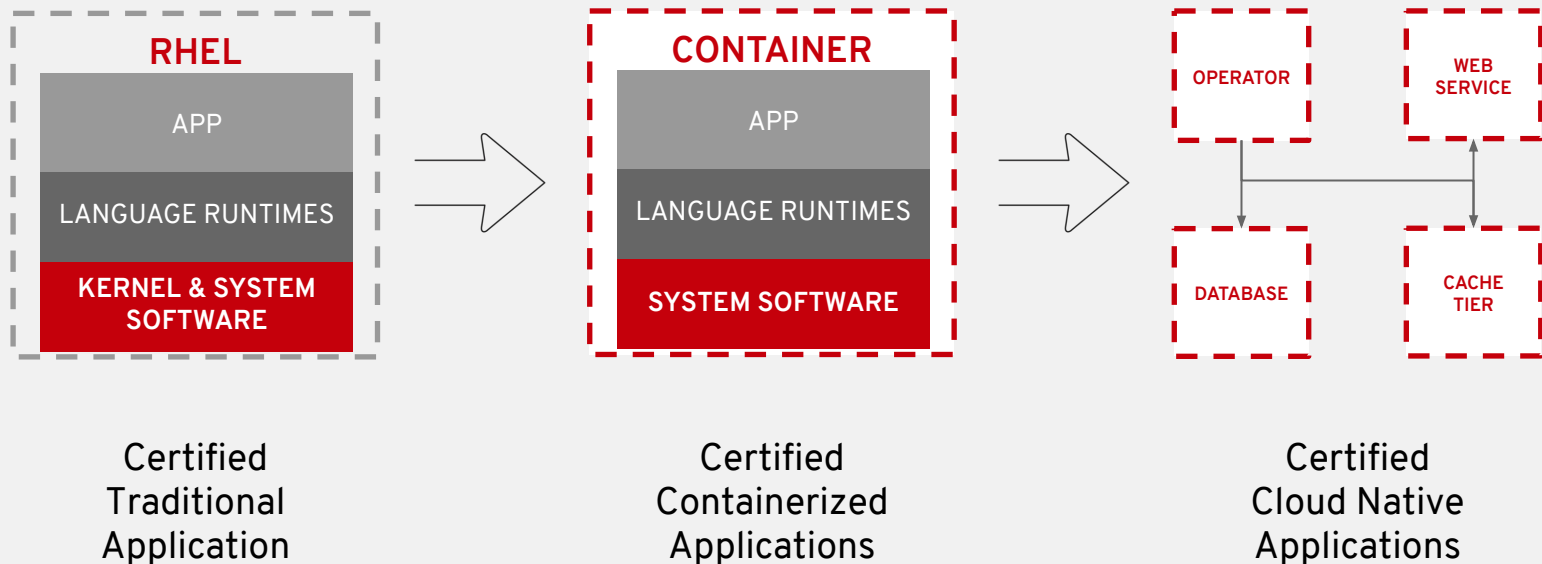 RHEL
APP
LANGUAGE RUNTIMES
KERNEL & SYSTEM
SOFTWARE
Certified
Traditional
Application
CONTAINER
APP
LANGUAGE RUNTIMES
SYSTEM SOFTWARE
Certified
Containerized
Applications
OPERATOR
WEB
SERVICE
DATABASE
CACHE
TIER
Certified
Cloud Native
Applications